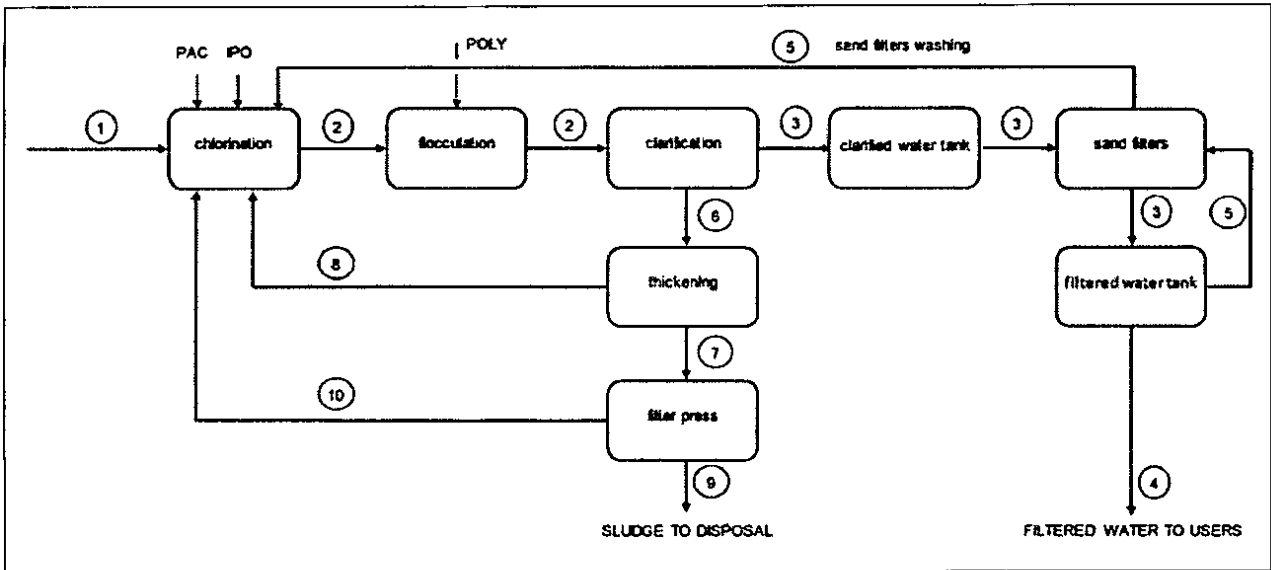 5 sand filters washing
PAC IPO POLY
1 chlorination 2 flocculation 2 clarification 3 clarified water tank 3 sand filters
6 3 5
8 thickening filtered water tank
7
10 filter press
9 4
SLUDGE TO DISPOSAL FILTERED WATER TO USERS